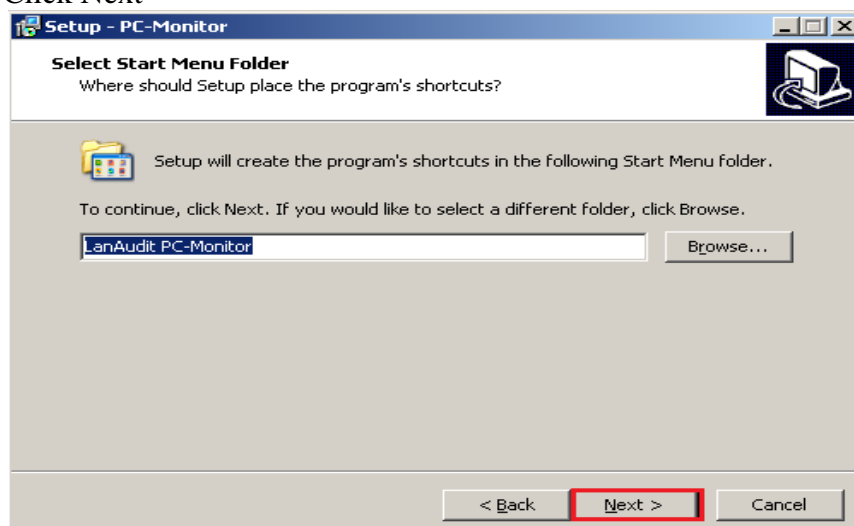 Click Next
Setup - PC-Monitor
Select Start Menu Folder
Where should Setup place the program's shortcuts?
Setup will create the program's shortcuts in the following Start Menu folder.
To continue, click Next. If you would like to select a different folder, click Browse.
LanAudit PC-Monitor
Browse...
< Back
Next >
Cancel